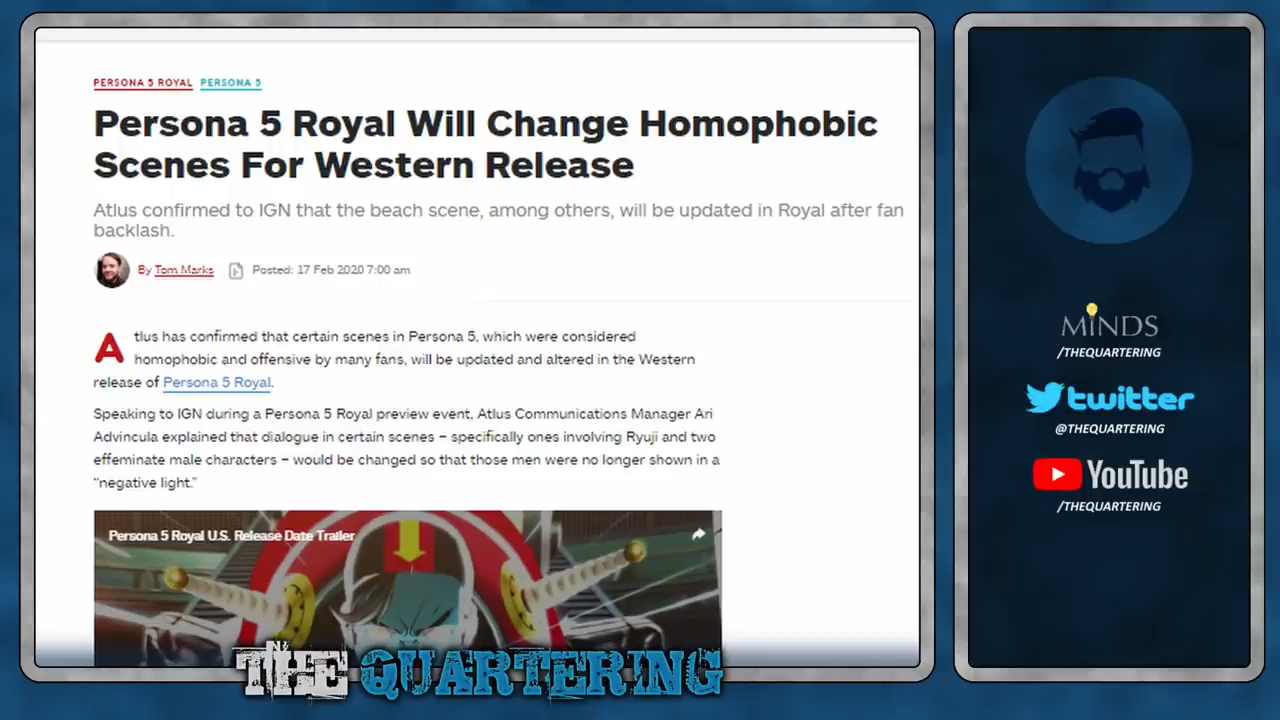 PERSONA 5 ROYAL PERSONA 5
Persona 5 Royal Will Change Homophobic
Scenes For Western Release
Atlus confirmed to IGN that the beach scene, among others, will be updated in Royal after fan
backlash.
By Tom Marks Posted: 17 Feb 2020 7:00 am
Atlus has confirmed that certain scenes in Persona 5, which were considered
homophobic and offensive by many fans, will be updated and altered in the Western
release of Persona 5 Royal.
Speaking to IGN during a Persona 5 Royal preview event, Atlus Communications Manager Ari
Advincula explained that dialogue in certain scenes – specifically ones involving Ryuji and two
effeminate male characters – would be changed so that those men were no longer shown in a
“negative light.”
Persona 5 Royal U.S. Release Date Trailer
THE QUARTERING
MINDS
/THEQUARTERING
twitter
@THEQUARTERING
YouTube
/THEQUARTERING